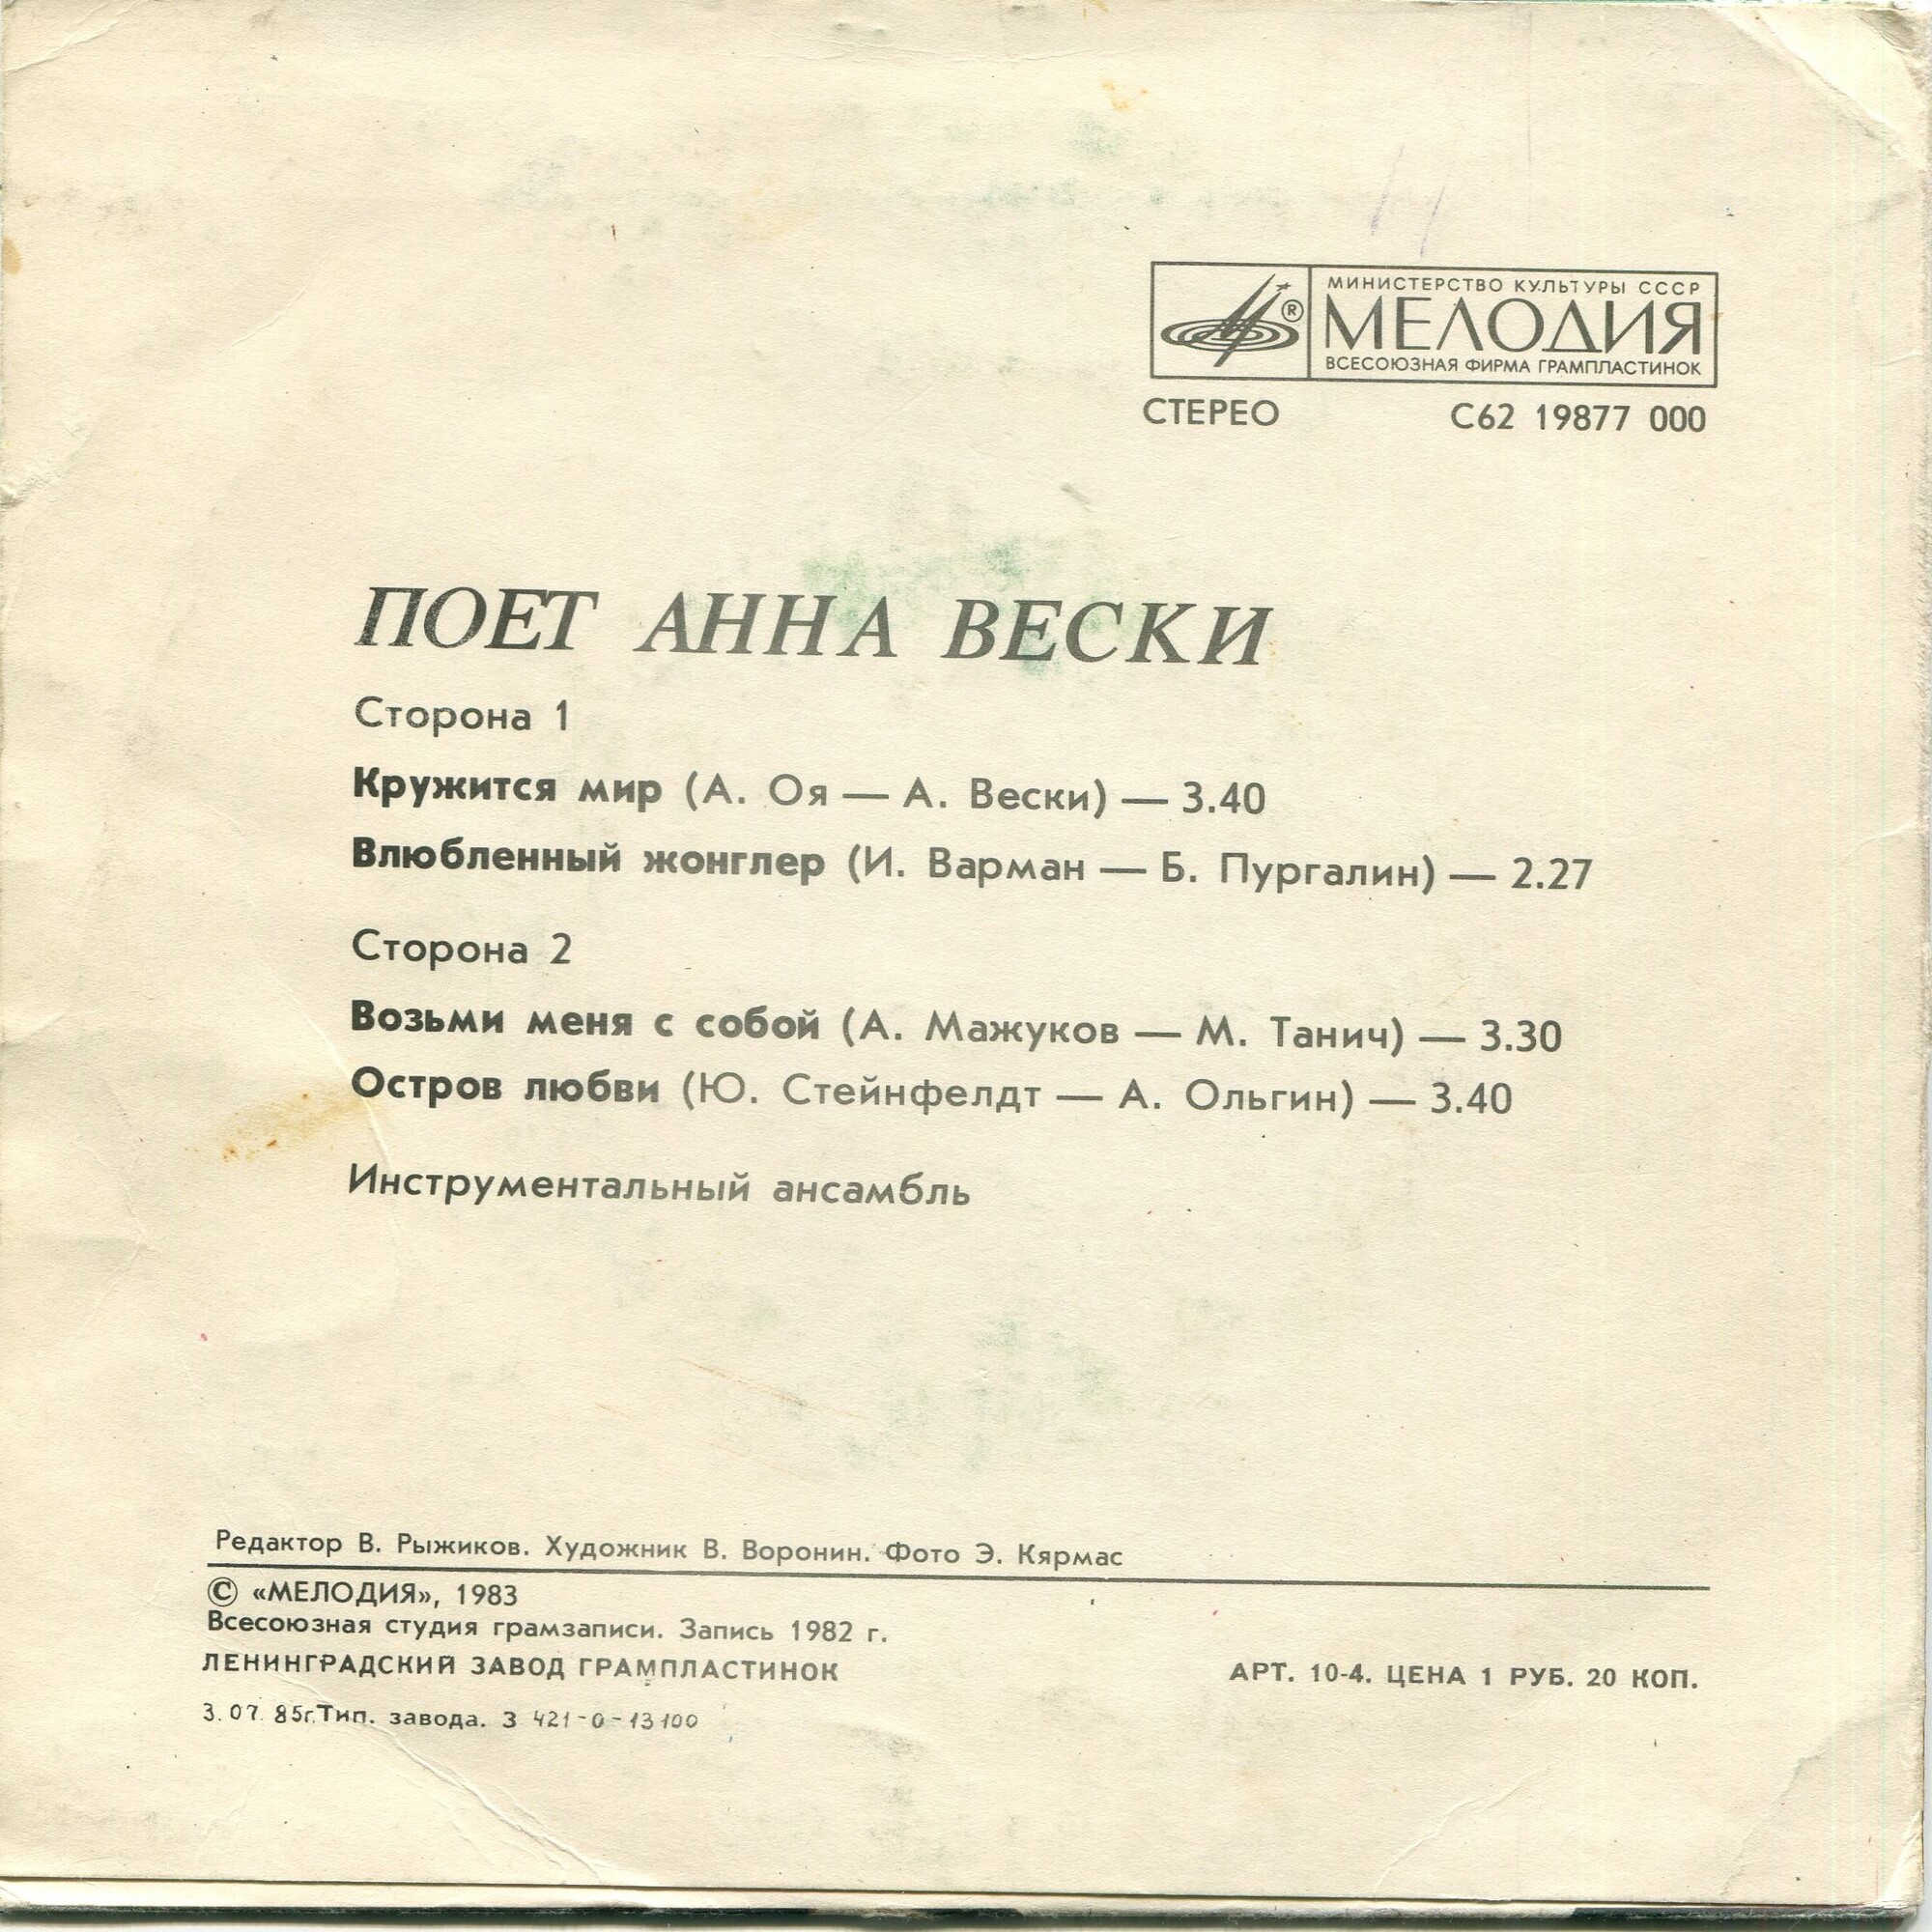 МИНИСТЕРСТВО КУЛЬТУРЫ СССР
® МЕЛОДИЯ
ВСЕСОЮЗНАЯ ФИРМА ГРАМПЛАСТИНОК
СТЕРЕО С62 19877 000
ПОЕТ АННА ВЕСКИ
Сторона 1
Кружится мир (А. Оя — А. Вески) — 3.40
Влюбленный жонглер (И. Варман — Б. Пургалин) — 2.27
Сторона 2
Возьми меня с собой (А. Мажуков — М. Танич) — 3.30
Остров любви (Ю. Стейнфелдт — А. Ольгин) — 3.40
Инструментальный ансамбль
Редактор В. Рыжиков. Художник В. Воронин. Фото Э. Кярмас
© «МЕЛОДИЯ», 1983
Всесоюзная студия грамзаписи. Запись 1982 г.
ЛЕНИНГРАДСКИЙ ЗАВОД ГРАМПЛАСТИНОК АРТ. 10-4. ЦЕНА 1 РУБ. 20 КОП.
3.07.85г.Тип. завода. З 421-0-13100